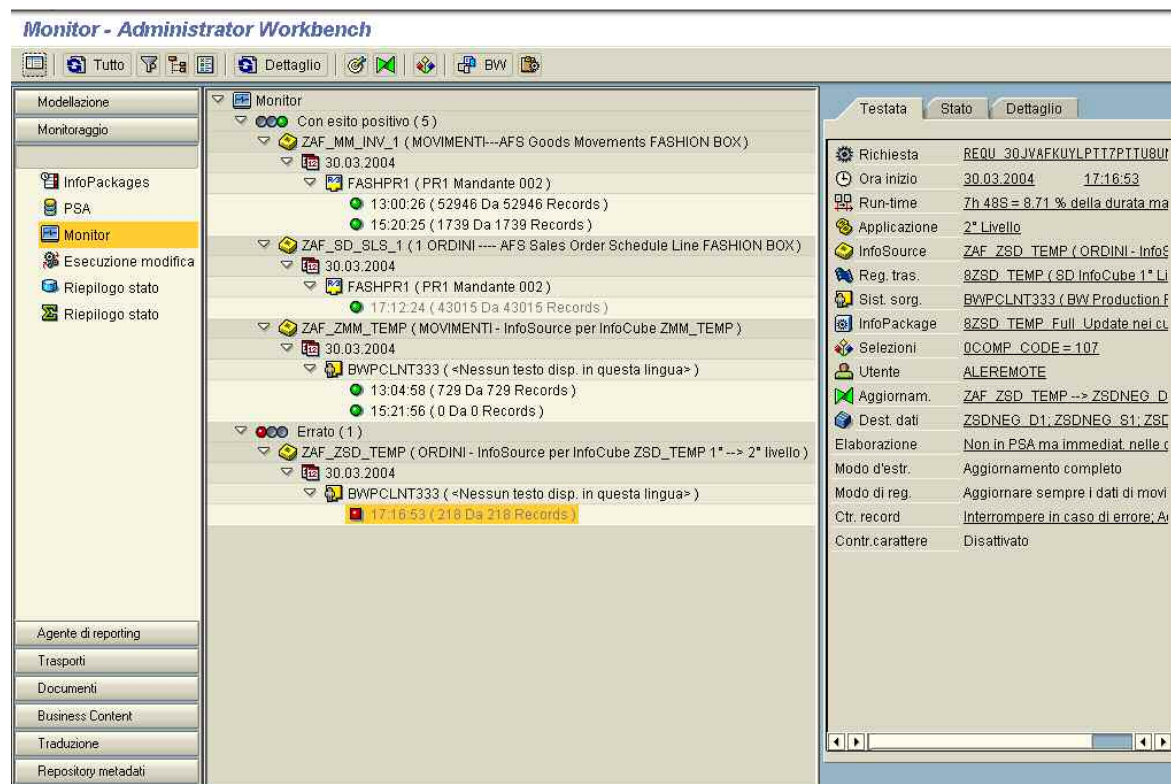 Monitor - Administrator Workbench
Tutto Dettaglio BW
Modellazione
Monitoraggio
InfoPackages
PSA
Monitor
Esecuzione modifica
Riepilogo stato
Riepilogo stato
Agente di reporting
Trasporti
Documenti
Business Content
Traduzione
Repository metadati
Monitor
Con esito positivo ( 5 )
ZAF_MM_INV_1 ( MOVIMENTI---AFS Goods Movements FASHION BOX )
30.03.2004
FASHPR1 ( PR1 Mandante 002 )
13:00:26 ( 52946 Da 52946 Records )
15:20:25 ( 1739 Da 1739 Records )
ZAF_SD_SLS_1 ( 1 ORDINI ---- AFS Sales Order Schedule Line FASHION BOX )
30.03.2004
FASHPR1 ( PR1 Mandante 002 )
17:12:24 ( 43015 Da 43015 Records )
ZAF_ZMM_TEMP ( MOVIMENTI - InfoSource per InfoCube ZMM_TEMP )
30.03.2004
BWPCLNT333 ( <Nessun testo disp. in questa lingua> )
13:04:58 ( 729 Da 729 Records )
15:21:56 ( 0 Da 0 Records )
Errato ( 1 )
ZAF_ZSD_TEMP ( ORDINI - InfoSource per InfoCube ZSD_TEMP 1° --> 2° livello )
30.03.2004
BWPCLNT333 ( <Nessun testo disp. in questa lingua> )
17:16:53 ( 218 Da 218 Records )
Testata Stato Dettaglio
Richiesta REQU_30JVAFKUYLPTT7PTTU8U
Ora inizio 30.03.2004 17:16:53
Run-time 7h 48S = 8.71 % della durata ma
Applicazione 2° Livello
InfoSource ZAF_ZSD_TEMP ( ORDINI - InfoS
Reg. tras. 8ZSD_TEMP ( SD InfoCube 1° Li
Sist. sorg. BWPCLNT333 ( BW Production
InfoPackage 8ZSD_TEMP Full Update nei cu
Selezioni 0COMP_CODE = 107
Utente ALEREMOTE
Aggiornam. ZAF_ZSD_TEMP --> ZSDNEG_D
Dest. dati ZSDNEG_D1; ZSDNEG_S1; ZSD
Elaborazione Non in PSA ma immediat. nelle
Modo d'estr. Aggiornamento completo
Modo di reg. Aggiornare sempre i dati di movi
Ctr. record Interrompere in caso di errore;
Contr.carattere Disattivato